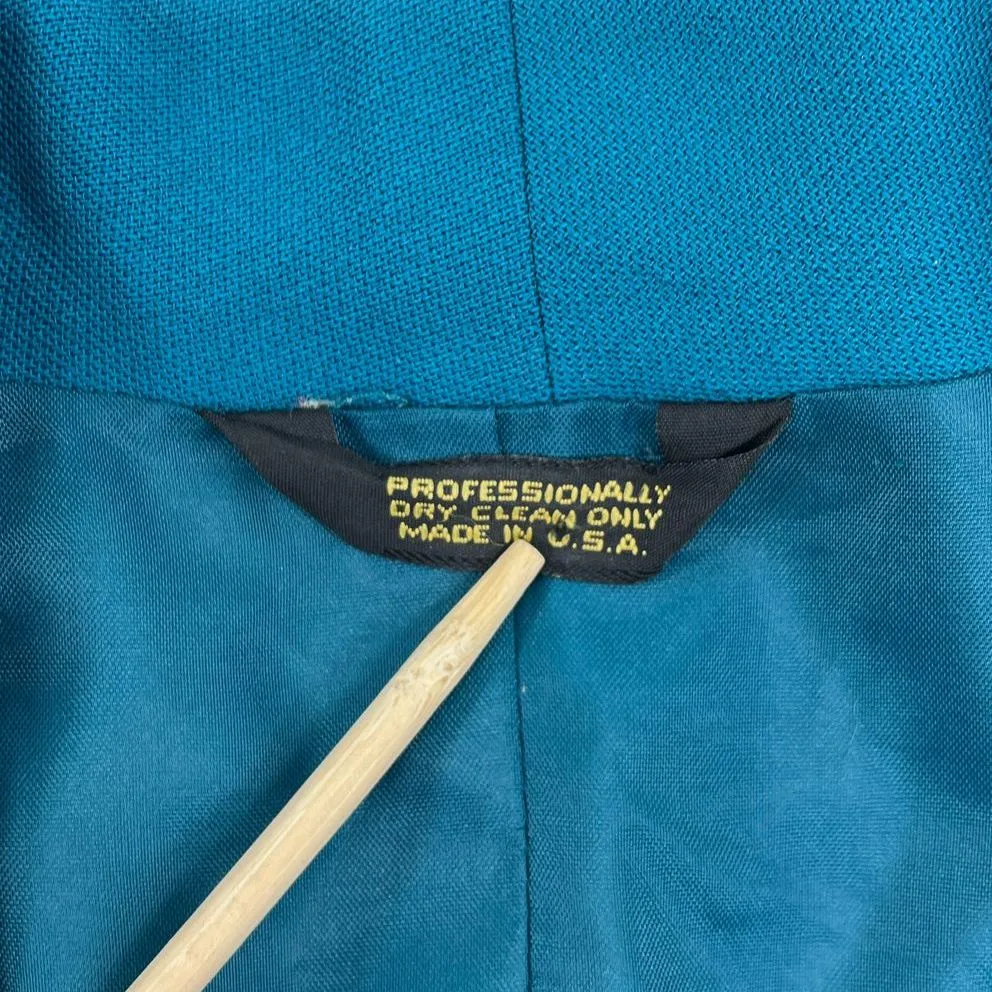 PROFESSIONALLY
DRY CLEAN ONLY
MADE IN U.S.A.